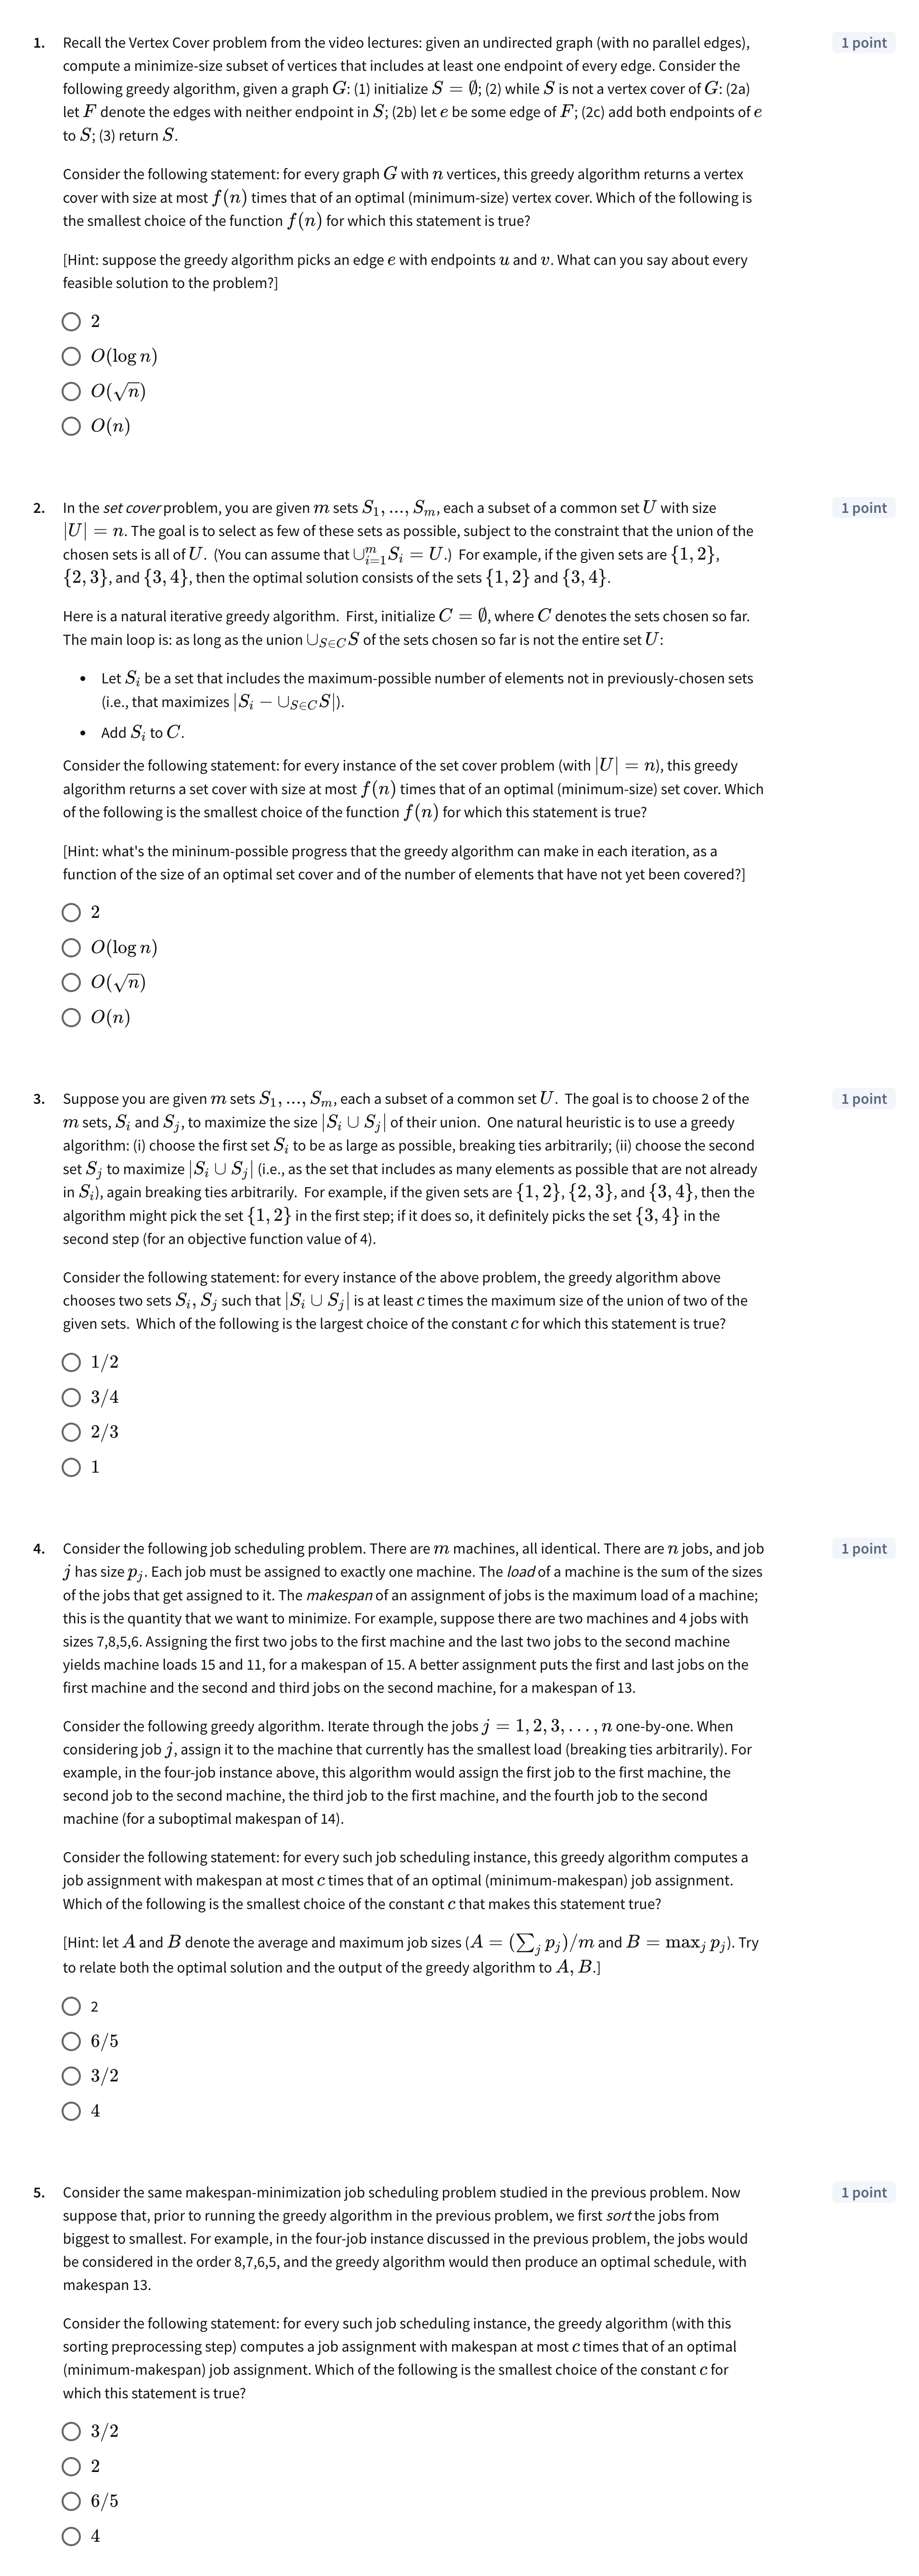 1. Recall the Vertex Cover problem from the video lectures: given an undirected graph (with no parallel edges), 1 point
compute a minimize-size subset of vertices that includes at least one endpoint of every edge. Consider the
following greedy algorithm, given a graph G: (1) initialize S = ∅; (2) while S is not a vertex cover of G: (2a)
let F denote the edges with neither endpoint in S; (2b) let e be some edge of F; (2c) add both endpoints of e
to S; (3) return S.
Consider the following statement: for every graph G with n vertices, this greedy algorithm returns a vertex
cover with size at most f(n) times that of an optimal (minimum-size) vertex cover. Which of the following is
the smallest choice of the function f(n) for which this statement is true?
[Hint: suppose the greedy algorithm picks an edge e with endpoints u and v. What can you say about every
feasible solution to the problem?]
2
O(log n)
O(√n)
O(n)
2. In the set cover problem, you are given m sets S₁, ..., Sₘ, each a subset of a common set U with size 1 point
|U| = n. The goal is to select as few of these sets as possible, subject to the constraint that the union of the
chosen sets is all of U. (You can assume that ∪ᵢ₌₁ᵐ Sᵢ = U.) For example, if the given sets are {1, 2},
{2, 3}, and {3, 4}, then the optimal solution consists of the sets {1, 2} and {3, 4}.
Here is a natural iterative greedy algorithm. First, initialize C = ∅, where C denotes the sets chosen so far.
The main loop is: as long as the union ∪_{S∈C} S of the sets chosen so far is not the entire set U:
• Let Sᵢ be a set that includes the maximum-possible number of elements not in previously-chosen sets
(i.e., that maximizes |Sᵢ − ∪_{S∈C} S|).
• Add Sᵢ to C.
Consider the following statement: for every instance of the set cover problem (with |U| = n), this greedy
algorithm returns a set cover with size at most f(n) times that of an optimal (minimum-size) set cover. Which
of the following is the smallest choice of the function f(n) for which this statement is true?
[Hint: what's the mininum-possible progress that the greedy algorithm can make in each iteration, as a
function of the size of an optimal set cover and of the number of elements that have not yet been covered?]
2
O(log n)
O(√n)
O(n)
3. Suppose you are given m sets S₁, ..., Sₘ, each a subset of a common set U. The goal is to choose 2 of the 1 point
m sets, Sᵢ and Sⱼ, to maximize the size |Sᵢ ∪ Sⱼ| of their union. One natural heuristic is to use a greedy
algorithm: (i) choose the first set Sᵢ to be as large as possible, breaking ties arbitrarily; (ii) choose the second
set Sⱼ to maximize |Sᵢ ∪ Sⱼ| (i.e., as the set that includes as many elements as possible that are not already
in Sᵢ), again breaking ties arbitrarily. For example, if the given sets are {1, 2}, {2, 3}, and {3, 4}, then the
algorithm might pick the set {1, 2} in the first step; if it does so, it definitely picks the set {3, 4} in the
second step (for an objective function value of 4).
Consider the following statement: for every instance of the above problem, the greedy algorithm above
chooses two sets Sᵢ, Sⱼ such that |Sᵢ ∪ Sⱼ| is at least c times the maximum size of the union of two of the
given sets. Which of the following is the largest choice of the constant c for which this statement is true?
1/2
3/4
2/3
1
4. Consider the following job scheduling problem. There are m machines, all identical. There are n jobs, and job 1 point
j has size pⱼ. Each job must be assigned to exactly one machine. The load of a machine is the sum of the sizes
of the jobs that get assigned to it. The makespan of an assignment of jobs is the maximum load of a machine;
this is the quantity that we want to minimize. For example, suppose there are two machines and 4 jobs with
sizes 7,8,5,6. Assigning the first two jobs to the first machine and the last two jobs to the second machine
yields machine loads 15 and 11, for a makespan of 15. A better assignment puts the first and last jobs on the
first machine and the second and third jobs on the second machine, for a makespan of 13.
Consider the following greedy algorithm. Iterate through the jobs j = 1, 2, 3, . . . , n one-by-one. When
considering job j, assign it to the machine that currently has the smallest load (breaking ties arbitrarily). For
example, in the four-job instance above, this algorithm would assign the first job to the first machine, the
second job to the second machine, the third job to the first machine, and the fourth job to the second
machine (for a suboptimal makespan of 14).
Consider the following statement: for every such job scheduling instance, this greedy algorithm computes a
job assignment with makespan at most c times that of an optimal (minimum-makespan) job assignment.
Which of the following is the smallest choice of the constant c that makes this statement true?
[Hint: let A and B denote the average and maximum job sizes (A = (∑ⱼ pⱼ)/m and B = maxⱼ pⱼ). Try
to relate both the optimal solution and the output of the greedy algorithm to A, B.]
2
6/5
3/2
4
5. Consider the same makespan-minimization job scheduling problem studied in the previous problem. Now 1 point
suppose that, prior to running the greedy algorithm in the previous problem, we first sort the jobs from
biggest to smallest. For example, in the four-job instance discussed in the previous problem, the jobs would
be considered in the order 8,7,6,5, and the greedy algorithm would then produce an optimal schedule, with
makespan 13.
Consider the following statement: for every such job scheduling instance, the greedy algorithm (with this
sorting preprocessing step) computes a job assignment with makespan at most c times that of an optimal
(minimum-makespan) job assignment. Which of the following is the smallest choice of the constant c for
which this statement is true?
3/2
2
6/5
4